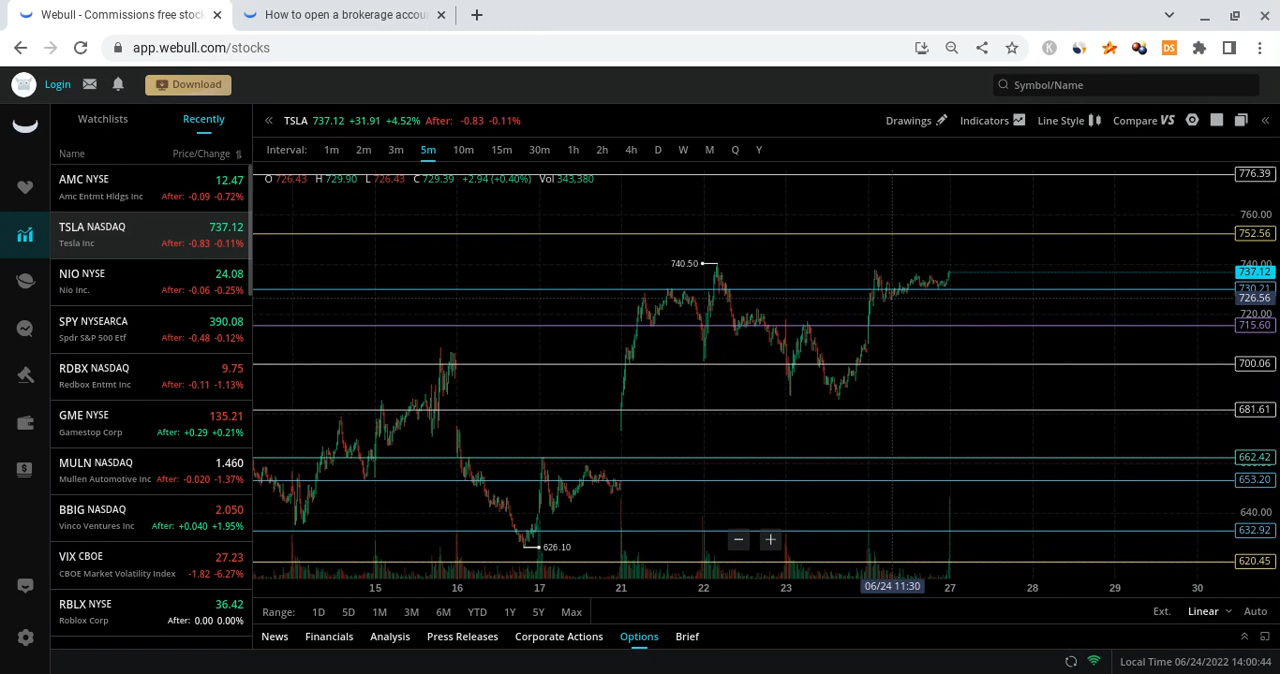 Webull - Commissions free stoc
How to open a brokerage accou
app.webull.com/stocks
Login
Download
Symbol/Name
Watchlists
Recently
Name
Price/Change
AMC NYSE 12.47
Amc Entmt Hldgs Inc After: -0.09 -0.72%
TSLA NASDAQ 737.12
Tesla Inc After: -0.83 -0.11%
NIO NYSE 24.08
Nio Inc. After: -0.06 -0.25%
SPY NYSEARCA 390.08
Spdr S&P 500 Etf After: -0.48 -0.12%
RDBX NASDAQ 9.75
Redbox Entmt Inc After: -0.11 -1.13%
GME NYSE 135.21
Gamestop Corp After: +0.29 +0.21%
MULN NASDAQ 1.460
Mullen Automotive Inc After: -0.020 -1.37%
BBIG NASDAQ 2.050
Vinco Ventures Inc After: +0.040 +1.95%
VIX CBOE 27.23
CBOE Market Volatility Index -1.82 -6.27%
RBLX NYSE 36.42
Roblox Corp After: 0.00 0.00%
TSLA 737.12 +31.91 +4.52% After: -0.83 -0.11%
Drawings Indicators Line Style Compare VS
Interval: 1m 2m 3m 5m 10m 15m 30m 1h 2h 4h D W M Q Y
O 726.43 H 729.90 L 726.43 C 729.39 +2.94 (+0.40%) Vol 343,380
776.39
760.00
752.56
740.00
740.50
737.12
730.21
726.56
720.00
715.60
700.06
681.61
662.42
653.20
640.00
632.92
626.10
620.45
15 16 17 21 22 23 06/24 11:30 27 28 29 30
Range: 1D 5D 1M 3M 6M YTD 1Y 5Y Max
Ext. Linear Auto
News Financials Analysis Press Releases Corporate Actions Options Brief
Local Time 06/24/2022 14:00:44